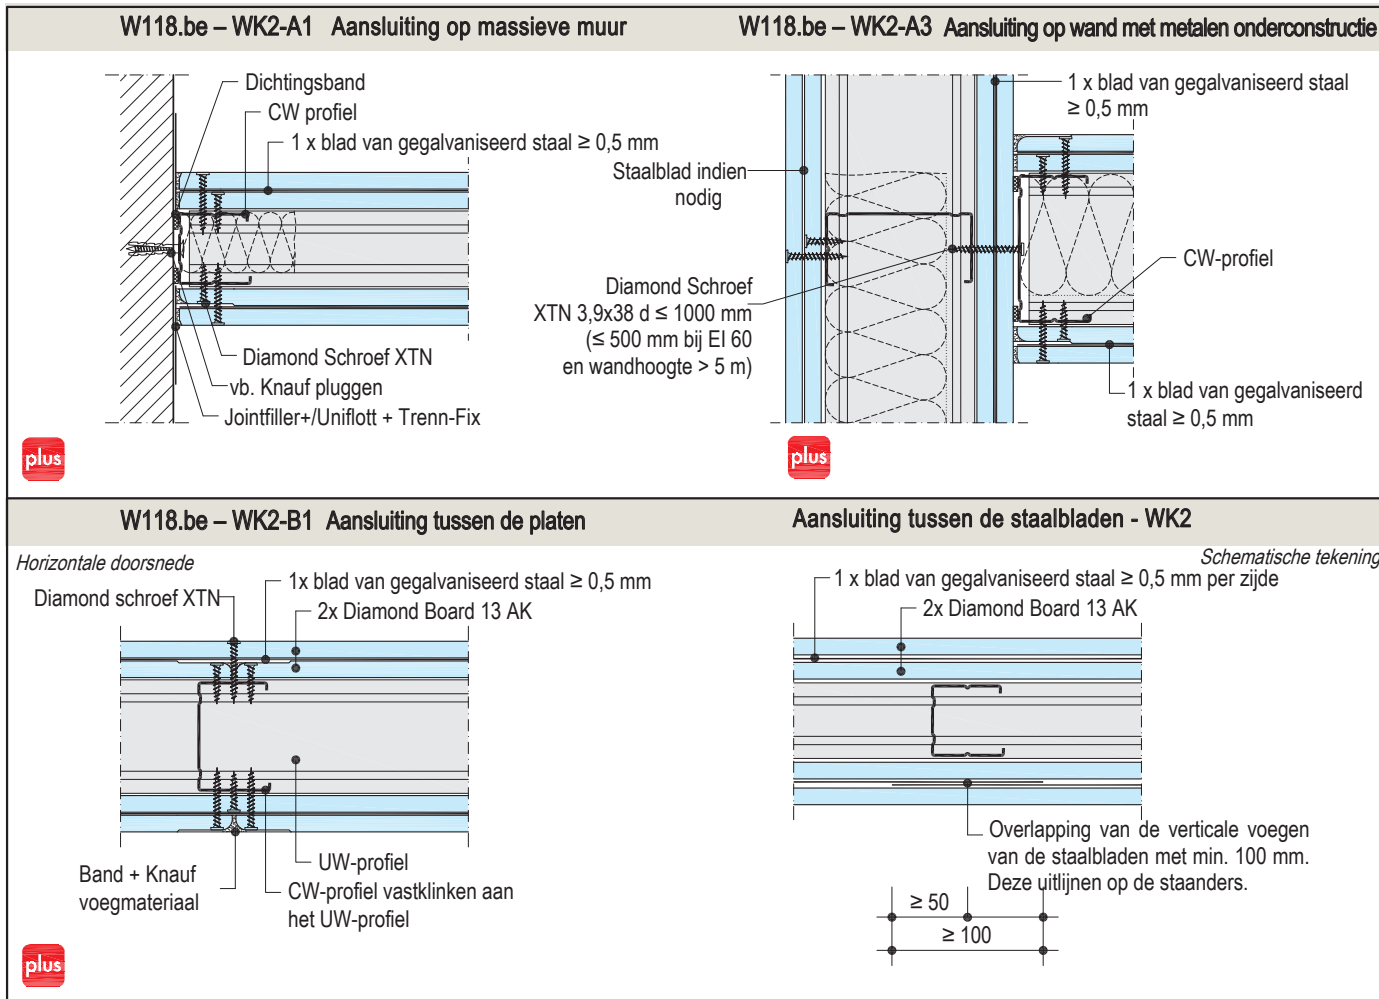 W118.be – WK2-A1 Aansluiting op massieve muur
Dichtingsband
CW profiel
1 x blad van gegalvaniseerd staal ≥ 0,5 mm
Diamond Schroef XTN
vb. Knauf pluggen
Jointfiller+/Uniflott + Trenn-Fix
plus
W118.be – WK2-A3 Aansluiting op wand met metalen onderconstructie
1 x blad van gegalvaniseerd staal
≥ 0,5 mm
Staalblad indien
nodig
Diamond Schroef
XTN 3,9x38 d ≤ 1000 mm
(≤ 500 mm bij EI 60
en wandhoogte > 5 m)
CW-profiel
1 x blad van gegalvaniseerd
staal ≥ 0,5 mm
plus
W118.be – WK2-B1 Aansluiting tussen de platen
Horizontale doorsnede
Diamond schroef XTN
1x blad van gegalvaniseerd staal ≥ 0,5 mm
2x Diamond Board 13 AK
Band + Knauf
voegmateriaal
UW-profiel
CW-profiel vastklinken aan
het UW-profiel
plus
Aansluiting tussen de staalbladen - WK2
Schematische tekening
1 x blad van gegalvaniseerd staal ≥ 0,5 mm per zijde
2x Diamond Board 13 AK
Overlapping van de verticale voegen
van de staalbladen met min. 100 mm.
Deze uitlijnen op de staanders.
≥ 50
≥ 100